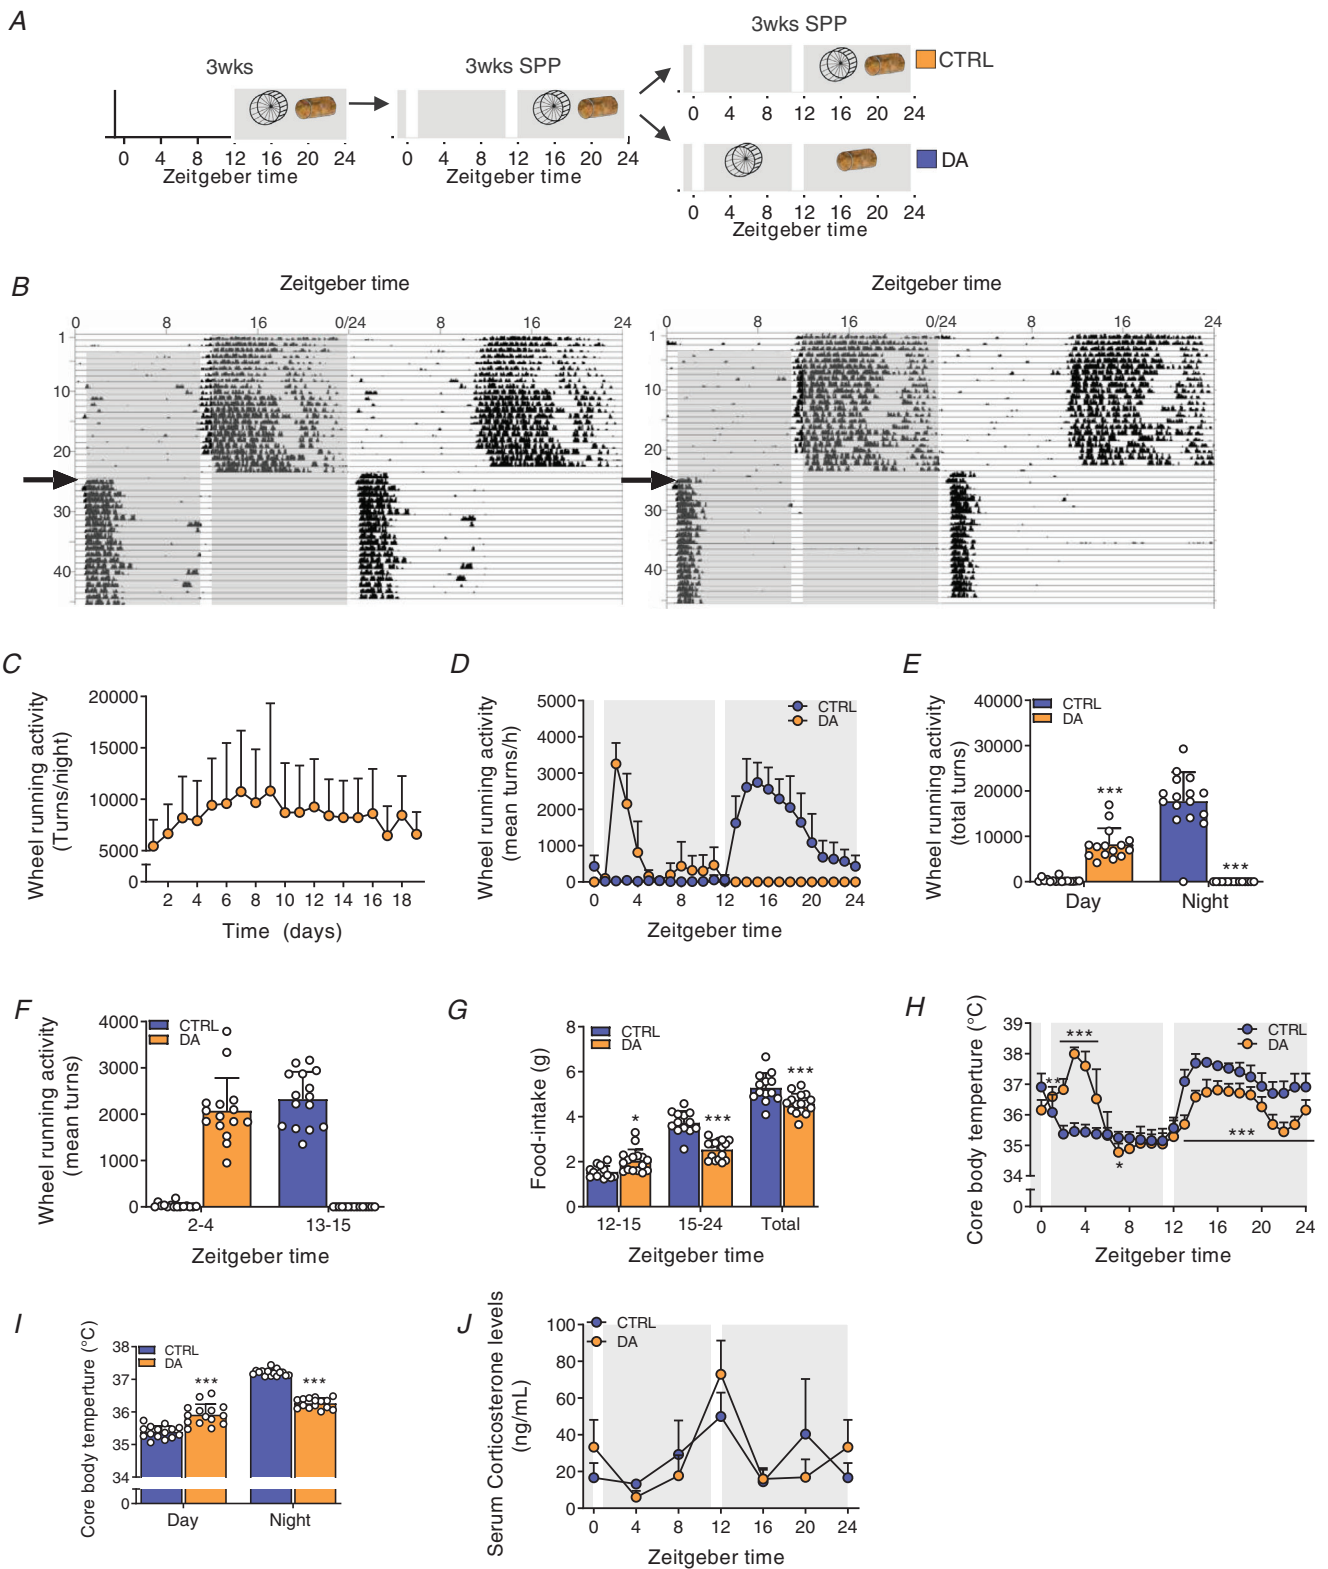 A
3wks SPP
3wks
3wks SPP
CTRL
0 4 8 12 16 20 24
0 4 8 12 16 20 24
Zeitgeber time
0 4 8 12 16 20 24
Zeitgeber time
DA
0 4 8 12 16 20 24
Zeitgeber time
B
Zeitgeber time
Zeitgeber time
0 8 16 0/24 8 16 24
0 8 16 0/24 8 16 24
1
10
20
30
40
1
10
20
30
40
C
Wheel running activity
(Turns/night)
20000
15000
10000
5000
0
2 4 6 8 10 12 14 16 18
Time (days)
D
Wheel running activity
(mean turns/h)
5000
4000
3000
2000
1000
0
CTRL
DA
0 4 8 12 16 20 24
Zeitgeber time
E
Wheel running activity
(total turns)
40000
30000
20000
10000
0
CTRL
DA
***
***
Day Night
F
Wheel running activity
(mean turns)
4000
3000
2000
1000
0
CTRL
DA
2-4 13-15
Zeitgeber time
G
Food-intake (g)
8
6
4
2
0
CTRL
DA
*
***
***
12-15 15-24 Total
Zeitgeber time
H
Core body temperture (°C)
39
38
37
36
35
34
0
CTRL
DA
***
**
*
***
0 4 8 12 16 20 24
Zeitgeber time
I
Core body temperture (°C)
38
37
36
35
34
0
CTRL
DA
***
***
Day Night
J
Serum Corticosterone levels
(ng/mL)
100
80
60
40
20
0
CTRL
DA
0 4 8 12 16 20 24
Zeitgeber time